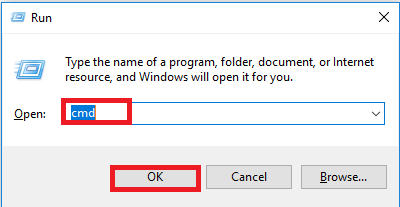 Run
Type the name of a program, folder, document, or Internet
resource, and Windows will open it for you.
Open: cmd
OK Cancel Browse...